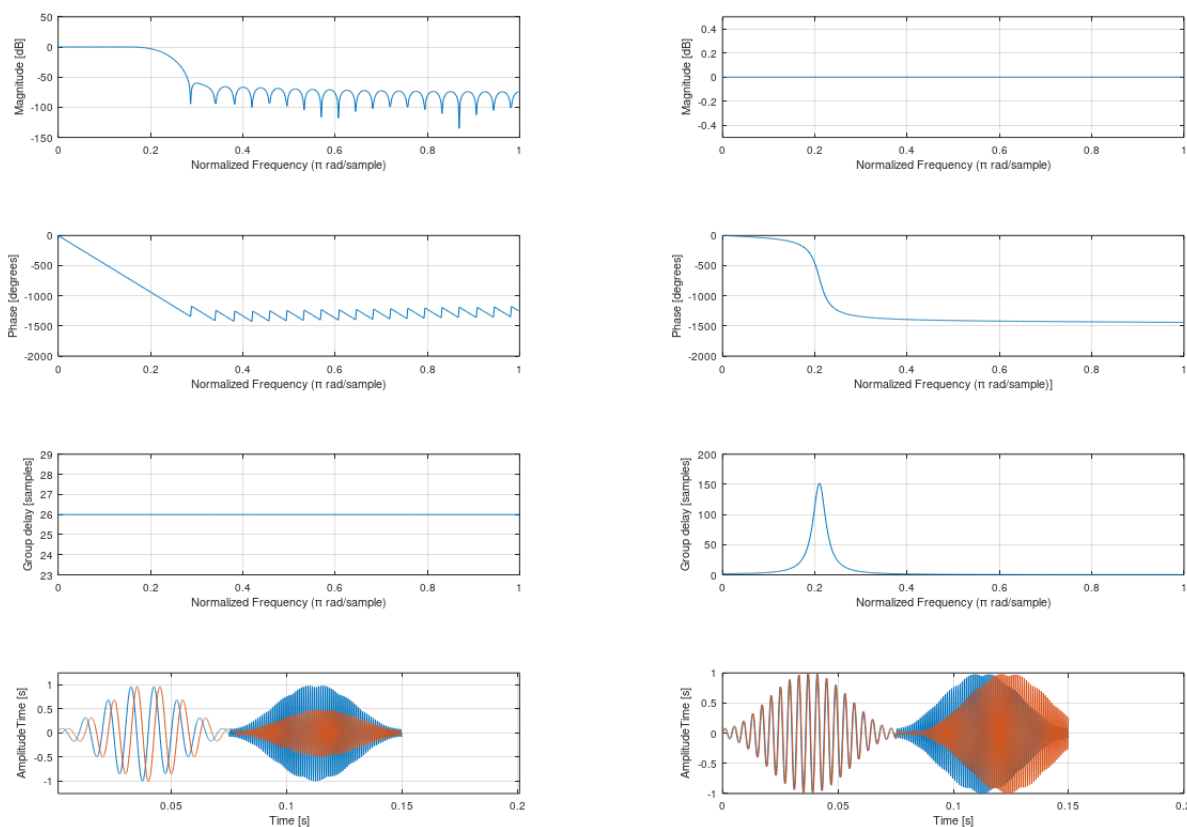 50
0
-50
-100
-150
Magnitude [dB]
0 0.2 0.4 0.6 0.8 1
Normalized Frequency (π rad/sample)
0.4
0.2
0
-0.2
-0.4
Magnitude [dB]
0 0.2 0.4 0.6 0.8 1
Normalized Frequency (π rad/sample)
0
-500
-1000
-1500
-2000
Phase [degrees]
0 0.2 0.4 0.6 0.8 1
Normalized Frequency (π rad/sample)
0
-500
-1000
-1500
-2000
Phase [degrees]
0 0.2 0.4 0.6 0.8 1
Normalized Frequency (π rad/sample)]
29
28
27
26
25
24
23
Group delay [samples]
0 0.2 0.4 0.6 0.8 1
Normalized Frequency (π rad/sample)
200
150
100
50
0
Group delay [samples]
0 0.2 0.4 0.6 0.8 1
Normalized Frequency (π rad/sample)
1
0.5
0
-0.5
-1
AmplitudeTime [s]
0.05 0.1 0.15 0.2
Time [s]
1
0.5
0
-0.5
-1
AmplitudeTime [s]
0 0.05 0.1 0.15 0.2
Time [s]